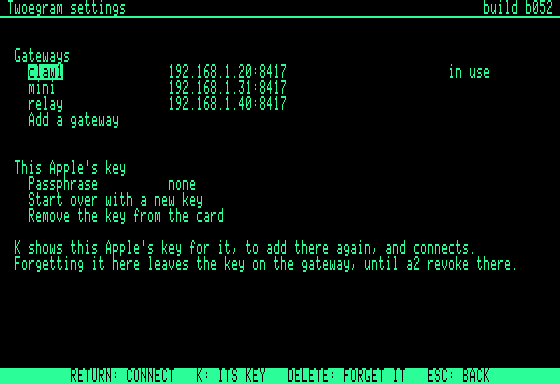 Twoegram settings build b052
Gateways
clawi 192.168.1.20:8417 in use
mini 192.168.1.31:8417
relay 192.168.1.40:8417
Add a gateway
This Apple's key
Passphrase none
Start over with a new key
Remove the key from the card
K shows this Apple's key for it, to add there again, and connects.
Forgetting it here leaves the key on the gateway, until a2 revoke there.
RETURN: CONNECT K: ITS KEY DELETE: FORGET IT ESC: BACK